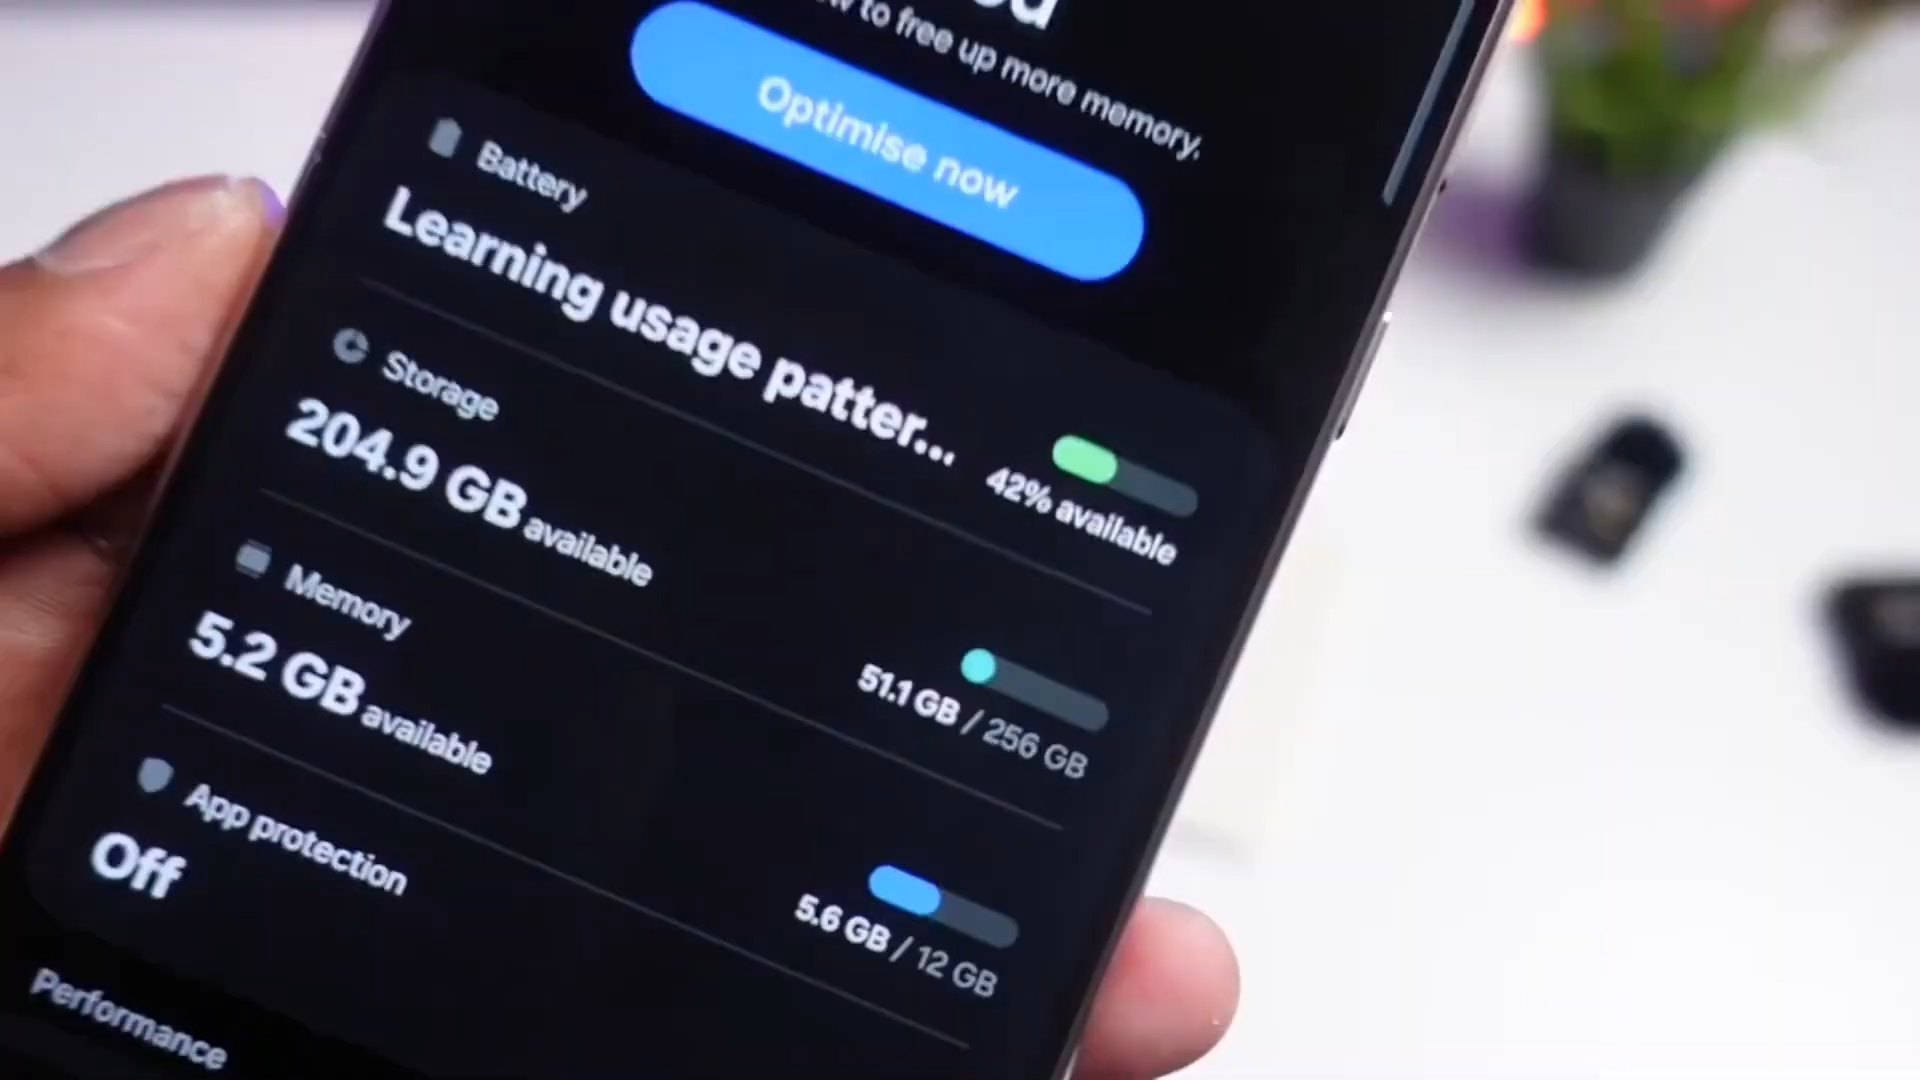 to free up more memory.
Optimise now
Battery
Learning usage patter...
42% available
Storage
204.9 GB available
51.1 GB / 256 GB
Memory
5.2 GB available
5.6 GB / 12 GB
App protection
Off
Performance